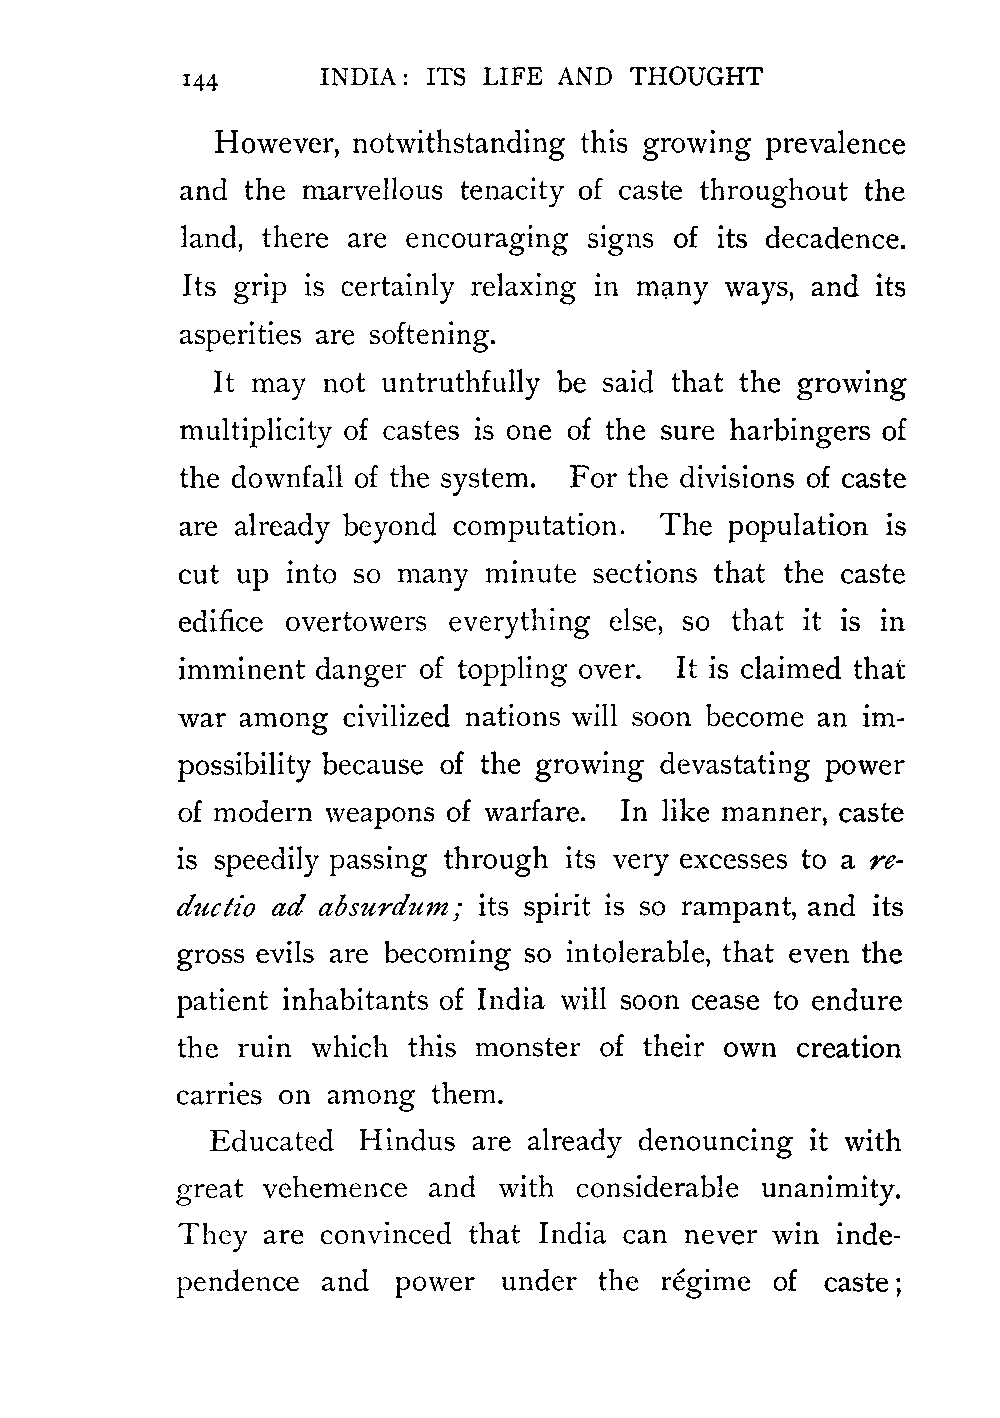 144 INDIA: ITS LIFE AND THOUGHT
However, notwithstanding this growing prevalence
and the marvellous tenacity of caste throughout the
land, there are encouraging signs of its decadence.
Its grip is certainly relaxing in many ways, and its
asperities are softening.
It may not untruthfully be said that the growing
multiplicity of castes is one of the sure harbingers of
the downfall of the system. For the divisions of caste
are already beyond computation. The population is
cut up into so many minute sections that the caste
edifice overtowers everything else, so that it is in
imminent danger of toppling over. It is claimed that
war among civilized nations will soon become an im-
possibility because of the growing devastating power
of modern weapons of warfare. In like manner, caste
is speedily passing through its very excesses to a re-
ductio ad absurdum; its spirit is so rampant, and its
gross evils are becoming so intolerable, that even the
patient inhabitants of India will soon cease to endure
the ruin which this monster of their own creation
carries on among them.
Educated Hindus are already denouncing it with
great vehemence and with considerable unanimity.
They are convinced that India can never win inde-
pendence and power under the régime of caste;